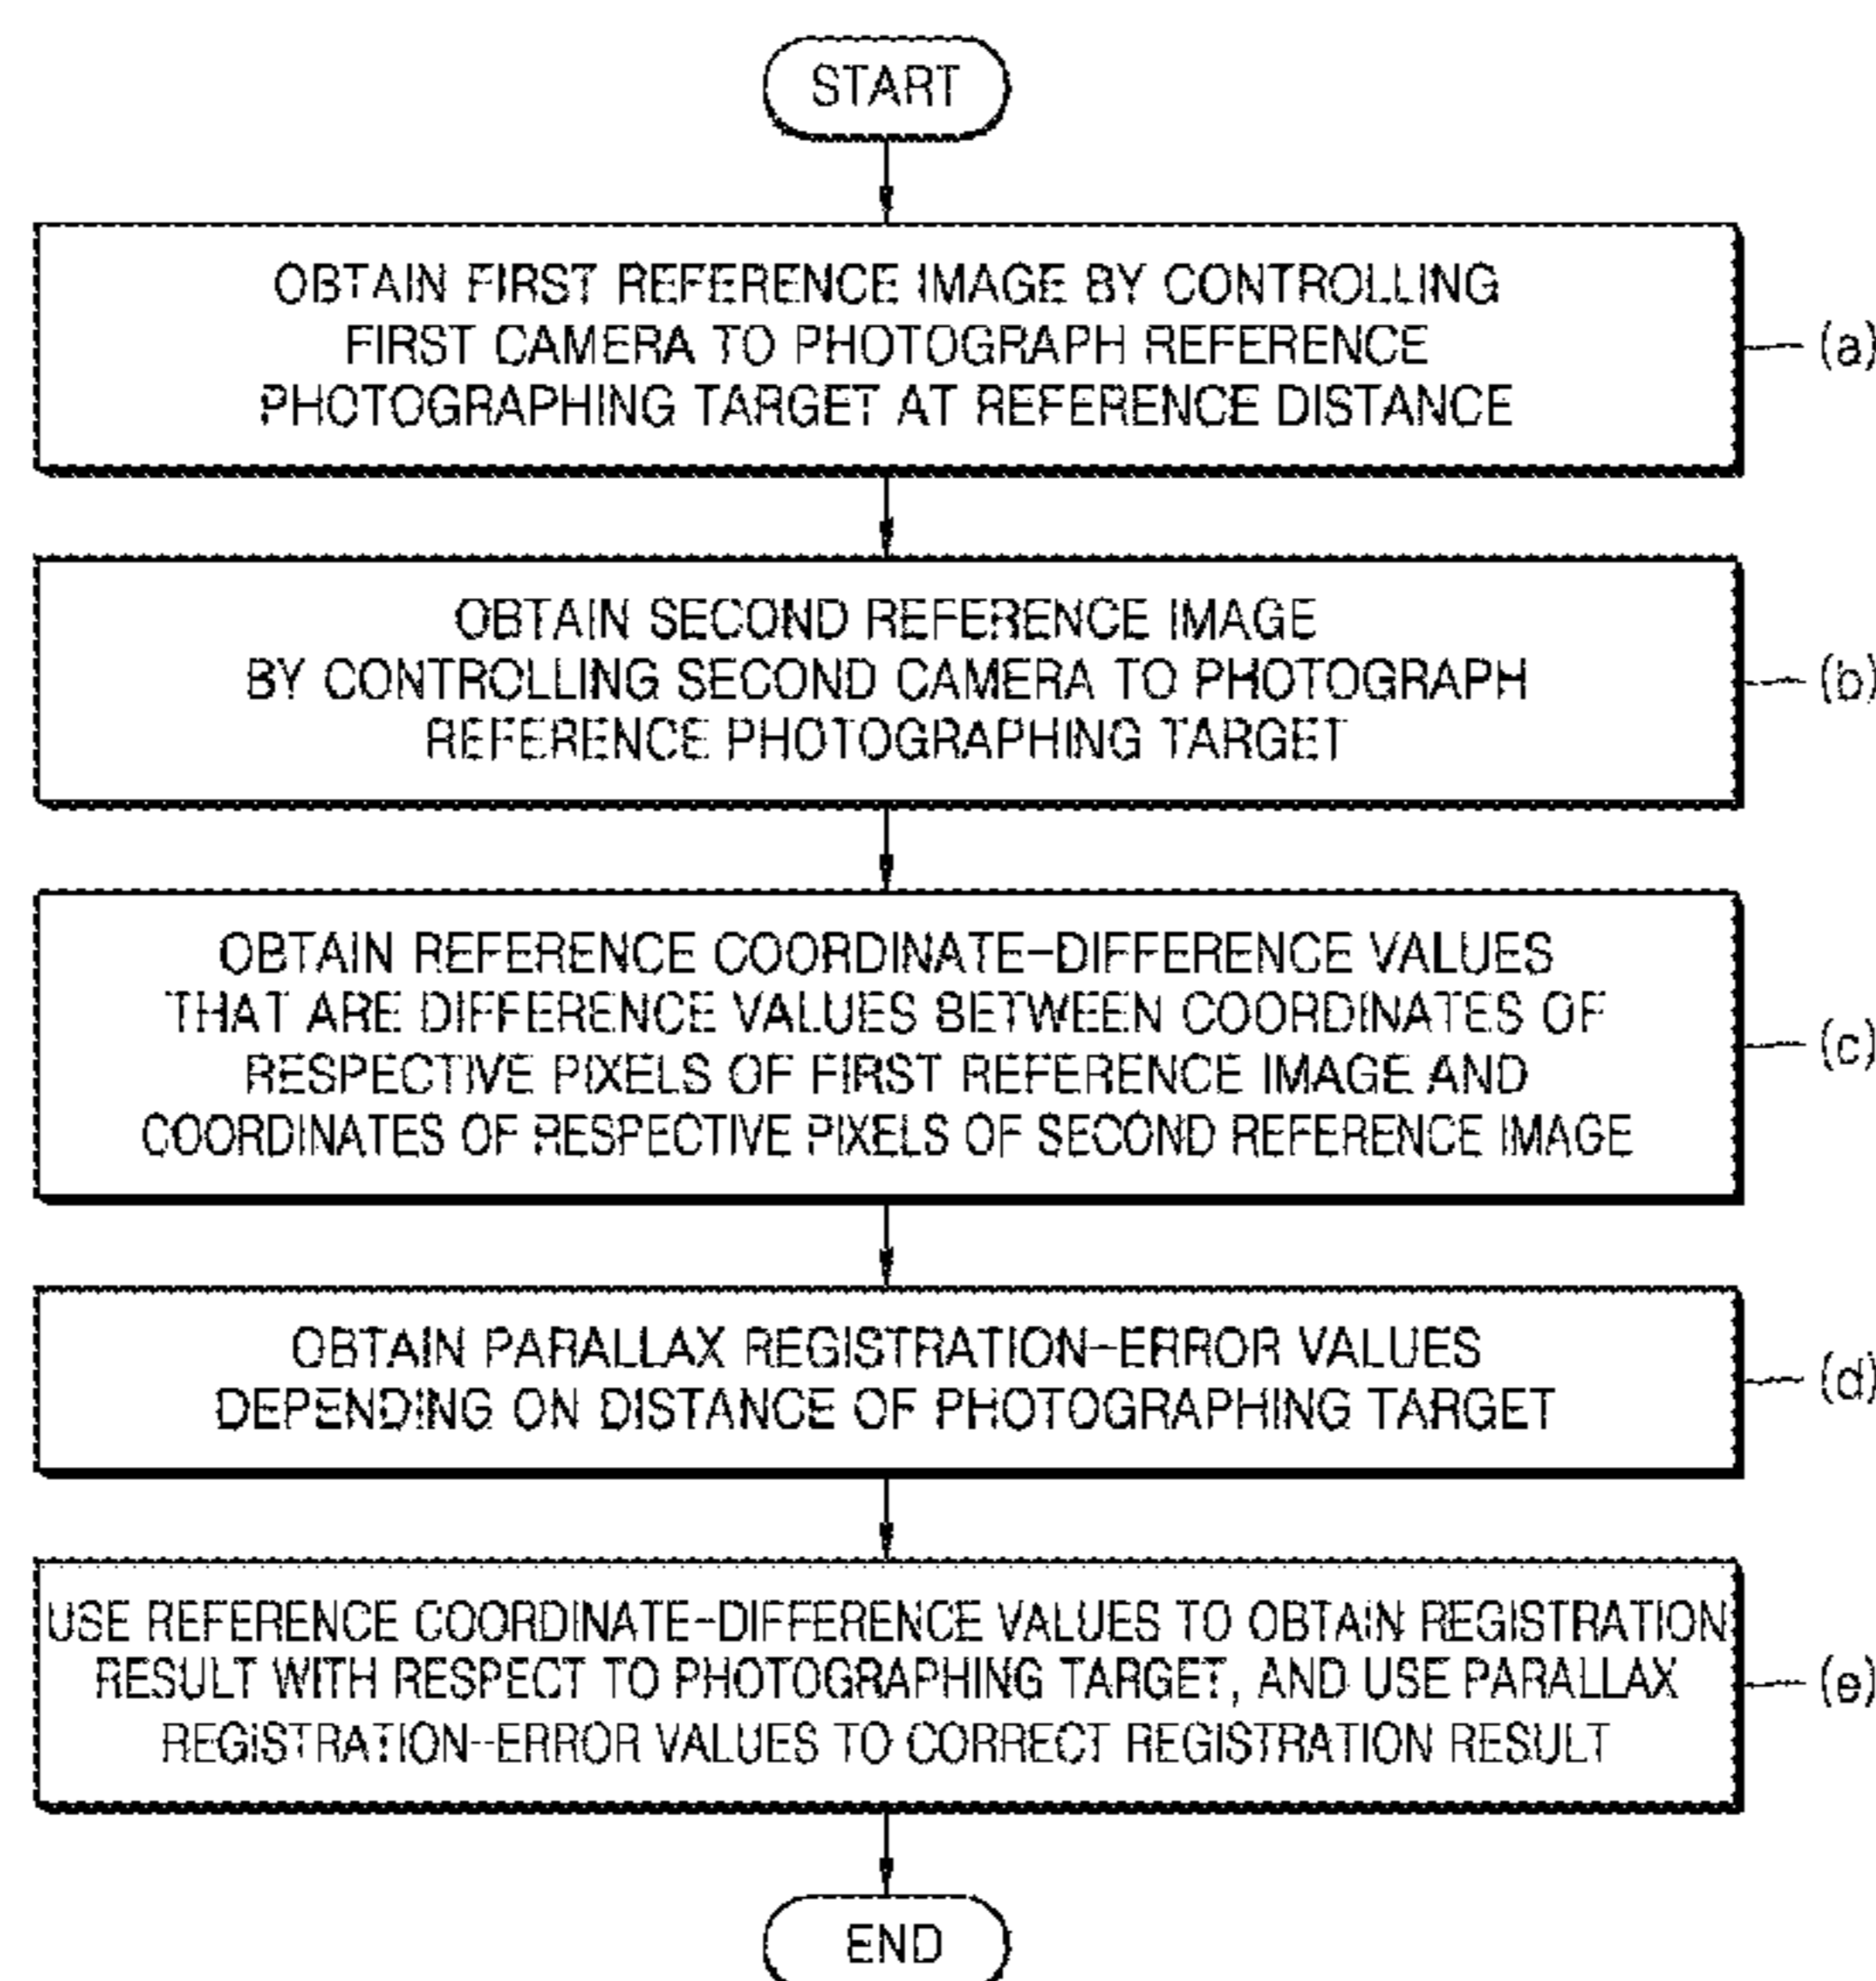 START
OBTAIN FIRST REFERENCE IMAGE BY CONTROLLING
FIRST CAMERA TO PHOTOGRAPH REFERENCE
PHOTOGRAPHING TARGET AT REFERENCE DISTANCE
(a)
OBTAIN SECOND REFERENCE IMAGE
BY CONTROLLING SECOND CAMERA TO PHOTOGRAPH
REFERENCE PHOTOGRAPHING TARGET
(b)
OBTAIN REFERENCE COORDINATE-DIFFERENCE VALUES
THAT ARE DIFFERENCE VALUES BETWEEN COORDINATES OF
RESPECTIVE PIXELS OF FIRST REFERENCE IMAGE AND
COORDINATES OF RESPECTIVE PIXELS OF SECOND REFERENCE IMAGE
(c)
OBTAIN PARALLAX REGISTRATION-ERROR VALUES
DEPENDING ON DISTANCE OF PHOTOGRAPHING TARGET
(d)
USE REFERENCE COORDINATE-DIFFERENCE VALUES TO OBTAIN REGISTRATION
RESULT WITH RESPECT TO PHOTOGRAPHING TARGET, AND USE PARALLAX
REGISTRATION-ERROR VALUES TO CORRECT REGISTRATION RESULT
(e)
END